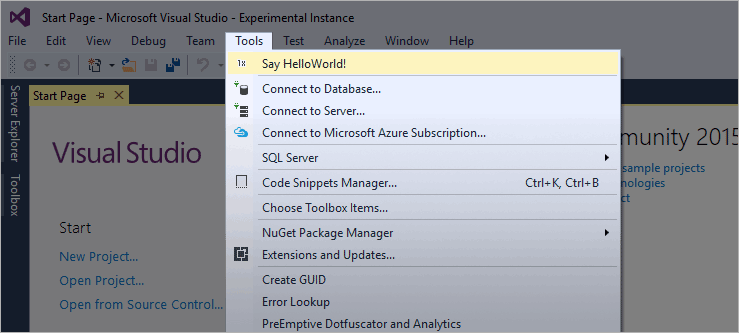 Start Page - Microsoft Visual Studio - Experimental Instance
File Edit View Debug Team Tools Test Analyze Window Help
1x Say HelloWorld!
Start Page
Connect to Database...
Connect to Server...
Connect to Microsoft Azure Subscription...
SQL Server
Code Snippets Manager... Ctrl+K, Ctrl+B
Choose Toolbox Items...
NuGet Package Manager
Extensions and Updates...
Create GUID
Error Lookup
PreEmptive Dotfuscator and Analytics
Server Explorer
Toolbox
Visual Studio
Start
New Project...
Open Project...
Open from Source Control...
munity 2015
sample projects
nologies
ct